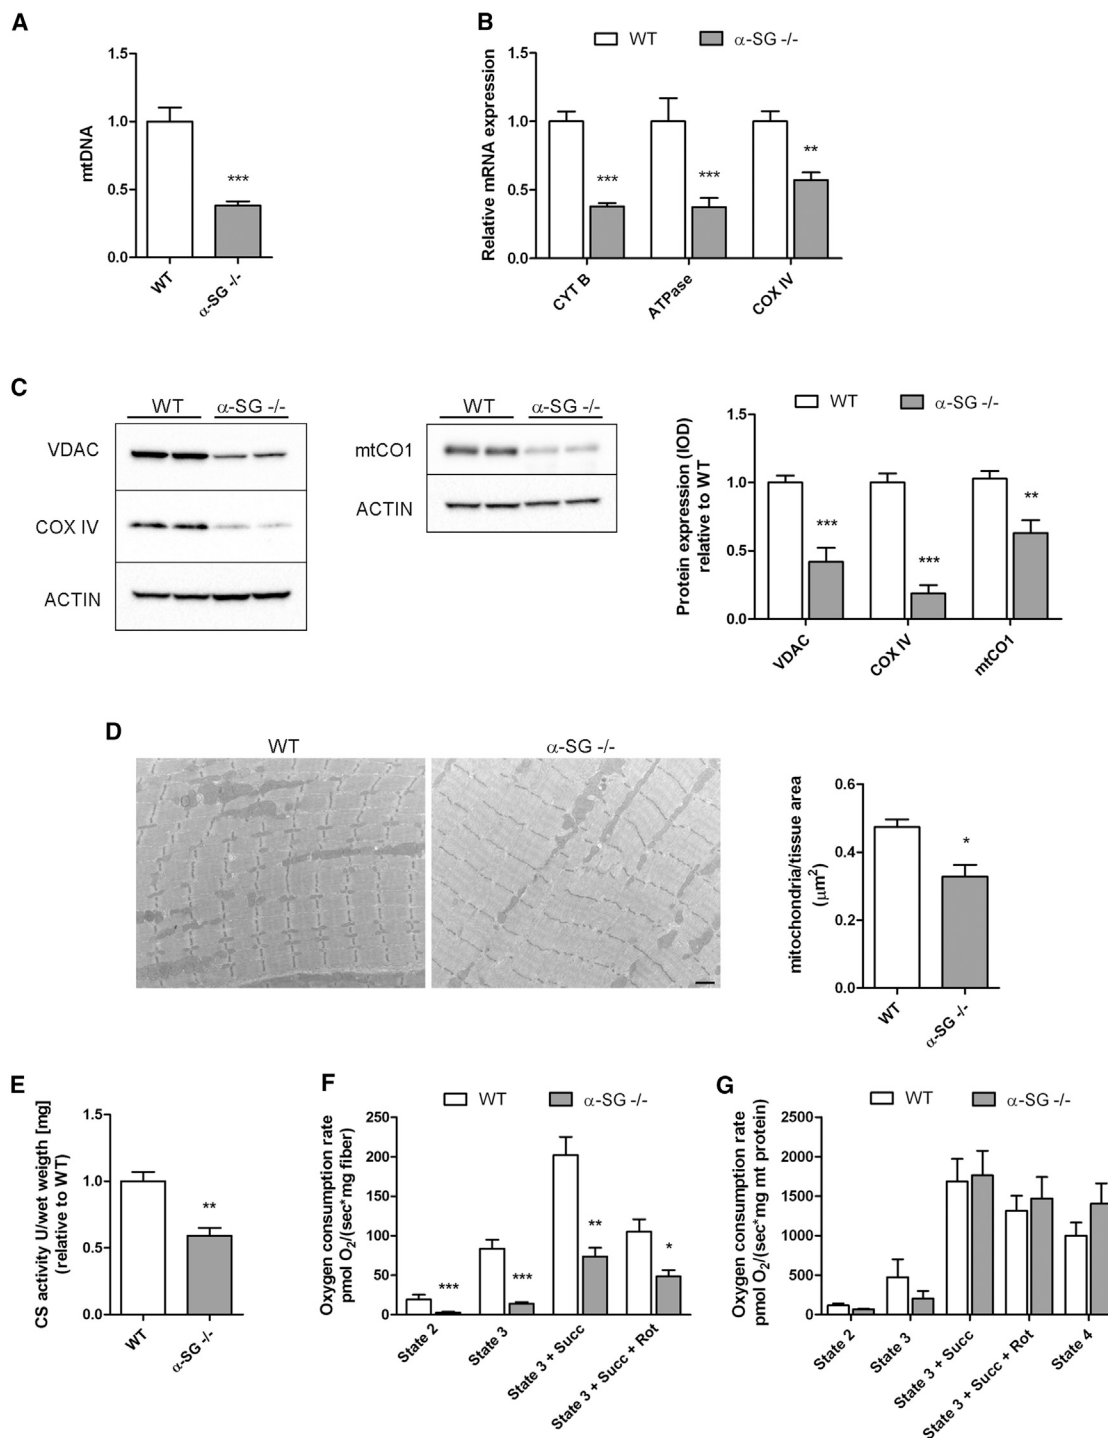 A
mtDNA
1.5
1.0
0.5
0.0
***
WT
α-SG -/-
B
WT
α-SG -/-
Relative mRNA expression
1.5
1.0
0.5
0.0
***
***
**
CYT B
ATPase
COX IV
C
WT
α-SG -/-
VDAC
COX IV
ACTIN
WT
α-SG -/-
mtCO1
ACTIN
WT
α-SG -/-
Protein expression (IOD)
relative to WT
1.5
1.0
0.5
0.0
***
***
**
VDAC
COX IV
mtCO1
D
WT
α-SG -/-
mitochondria/tissue area
(μm2)
0.6
0.4
0.2
0.0
*
WT
α-SG -/-
E
CS activity U/wet weigth [mg]
(relative to WT)
1.5
1.0
0.5
0.0
**
WT
α-SG -/-
F
WT
α-SG -/-
Oxygen consumption rate
pmol O2/(sec*mg fiber)
250
200
150
100
50
0
***
***
**
*
State 2
State 3
State 3 + Succ
State 3 + Succ + Rot
G
WT
α-SG -/-
Oxygen consumption rate
pmol O2/(sec*mg mt protein)
2500
2000
1500
1000
500
0
State 2
State 3
State 3 + Succ
State 3 + Succ + Rot
State 4